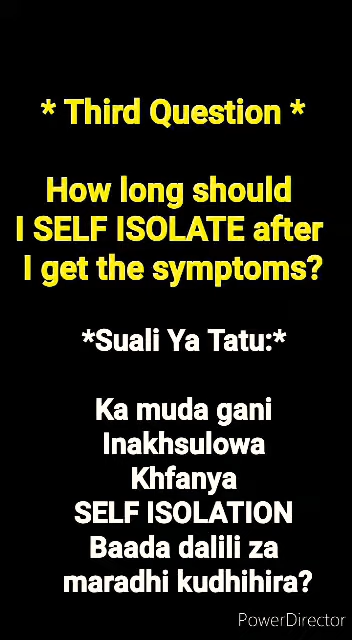 * Third Question *
How long should
I SELF ISOLATE after
I get the symptoms?
*Suali Ya Tatu:*
Ka muda gani
Inakhsulowa
Khfanya
SELF ISOLATION
Baada dalili za
maradhi kudhihira?
PowerDirector